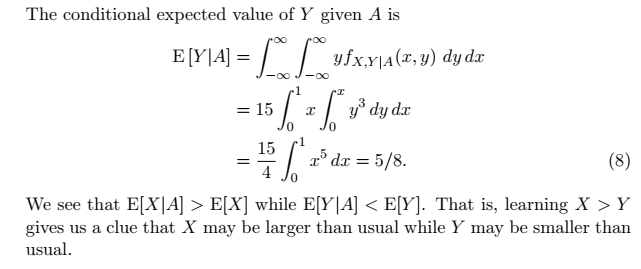 The conditional expected value of Y given A is
E [Y|A] = ∫_{-∞}^{∞} ∫_{-∞}^{∞} y f_{X,Y|A}(x, y) dy dx
= 15 ∫_0^1 x ∫_0^x y^3 dy dx
= 15/4 ∫_0^1 x^5 dx = 5/8. (8)
We see that E[X|A] > E[X] while E[Y|A] < E[Y]. That is, learning X > Y
gives us a clue that X may be larger than usual while Y may be smaller than
usual.